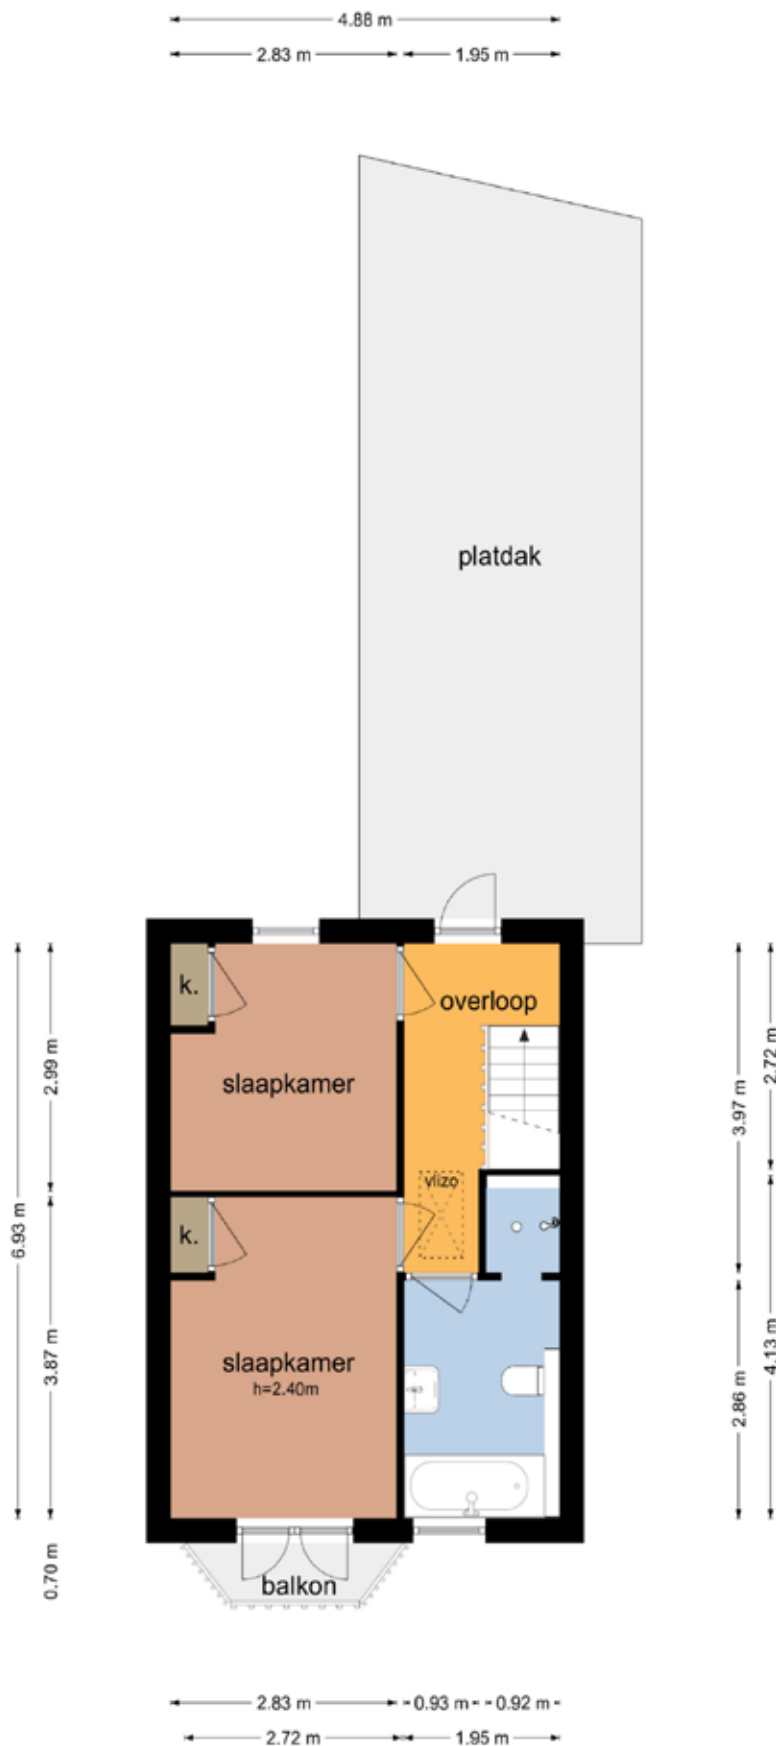 4.88 m
2.83 m
1.95 m
platdak
k.
overloop
slaapkamer
vlizo
k.
slaapkamer
h=2.40m
balkon
6.93 m
2.99 m
3.87 m
0.70 m
3.97 m
2.72 m
2.86 m
4.13 m
2.83 m
0.93 m
0.92 m
2.72 m
1.95 m